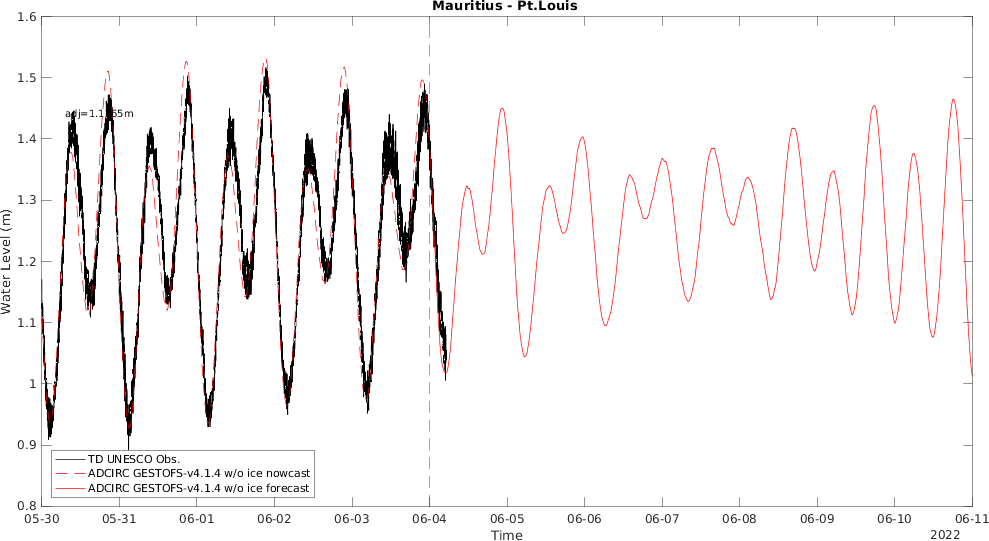 Mauritius - Pt.Louis
Water Level (m)
1.6
1.5
1.4
1.3
1.2
1.1
1
0.9
0.8
TD UNESCO Obs.
ADCIRC GESTOFS-v4.1.4 w/o ice nowcast
ADCIRC GESTOFS-v4.1.4 w/o ice forecast
05-30 05-31 06-01 06-02 06-03 06-04 06-05 06-06 06-07 06-08 06-09 06-10 06-11
Time
2022